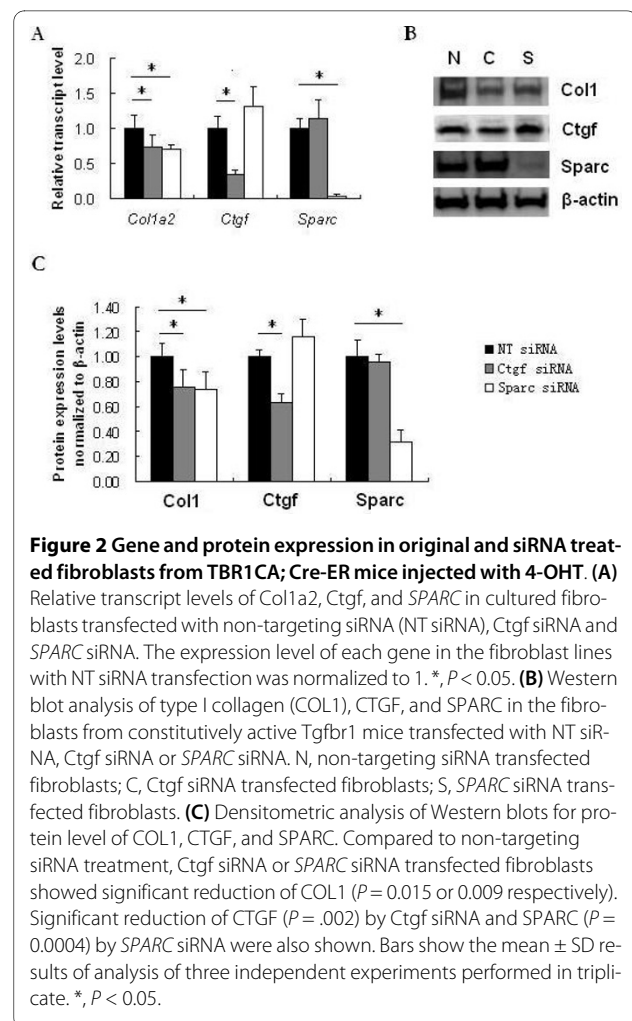 A
Relative transcript level
2.0
1.5
1.0
0.5
0.0
*
*
*
*
Col1a2 Ctgf Sparc
B
N C S
Col1
Ctgf
Sparc
β-actin
C
Protein expression levels
normalized to β-actin
1.40
1.20
1.00
0.80
0.60
0.40
0.20
0.00
*
*
*
*
Col1 Ctgf Sparc
NT siRNA
Ctgf siRNA
Sparc siRNA
Figure 2 Gene and protein expression in original and siRNA treat-
ed fibroblasts from TBR1CA; Cre-ER mice injected with 4-OHT. (A)
Relative transcript levels of Col1a2, Ctgf, and SPARC in cultured fibro-
blasts transfected with non-targeting siRNA (NT siRNA), Ctgf siRNA and
SPARC siRNA. The expression level of each gene in the fibroblast lines
with NT siRNA transfection was normalized to 1. *, P < 0.05. (B) Western
blot analysis of type I collagen (COL1), CTGF, and SPARC in the fibro-
blasts from constitutively active Tgfbr1 mice transfected with NT siR-
NA, Ctgf siRNA or SPARC siRNA. N, non-targeting siRNA transfected
fibroblasts; C, Ctgf siRNA transfected fibroblasts; S, SPARC siRNA trans-
fected fibroblasts. (C) Densitometric analysis of Western blots for pro-
tein level of COL1, CTGF, and SPARC. Compared to non-targeting
siRNA treatment, Ctgf siRNA or SPARC siRNA transfected fibroblasts
showed significant reduction of COL1 (P = 0.015 or 0.009 respectively).
Significant reduction of CTGF (P = .002) by Ctgf siRNA and SPARC (P =
0.0004) by SPARC siRNA were also shown. Bars show the mean ± SD re-
sults of analysis of three independent experiments performed in tripli-
cate. *, P < 0.05.